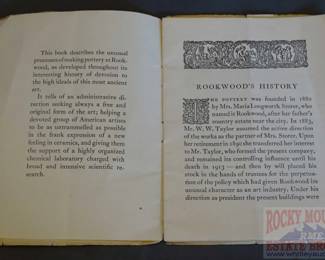 This book describes the unusual
processes of making pottery at Rook-
wood, as developed throughout its
interesting history of devotion to
the high ideals of this most ancient
art.
It tells of an administrative di-
rection seeking always a free and
original form of the art; helping a
devoted group of American artists
to be as untrammelled as possible
in the frank expression of a new
feeling in ceramics, and giving them
the support of a highly organized
chemical laboratory charged with
broad and intensive scientific re-
search.
ROOKWOOD'S HISTORY
THE POTTERY was founded in 1880
by Mrs. Maria Longworth Storer, who
named it Rookwood, after her father's
country estate near the city. In 1883,
Mr. W. W. Taylor assumed the active direction
of the works as the partner of Mrs. Storer. Upon
her retirement in 1890 she transferred her interest
to Mr. Taylor, who formed the present company,
and remained its controlling influence until his
death in 1913—and by will placed his
stock in the hands of trustees for the perpetuation
of the policy which had given Rookwood its
unusual character as an art industry. Under his
direction as president the present buildings were
ROCKY MOU
ESTATE BR